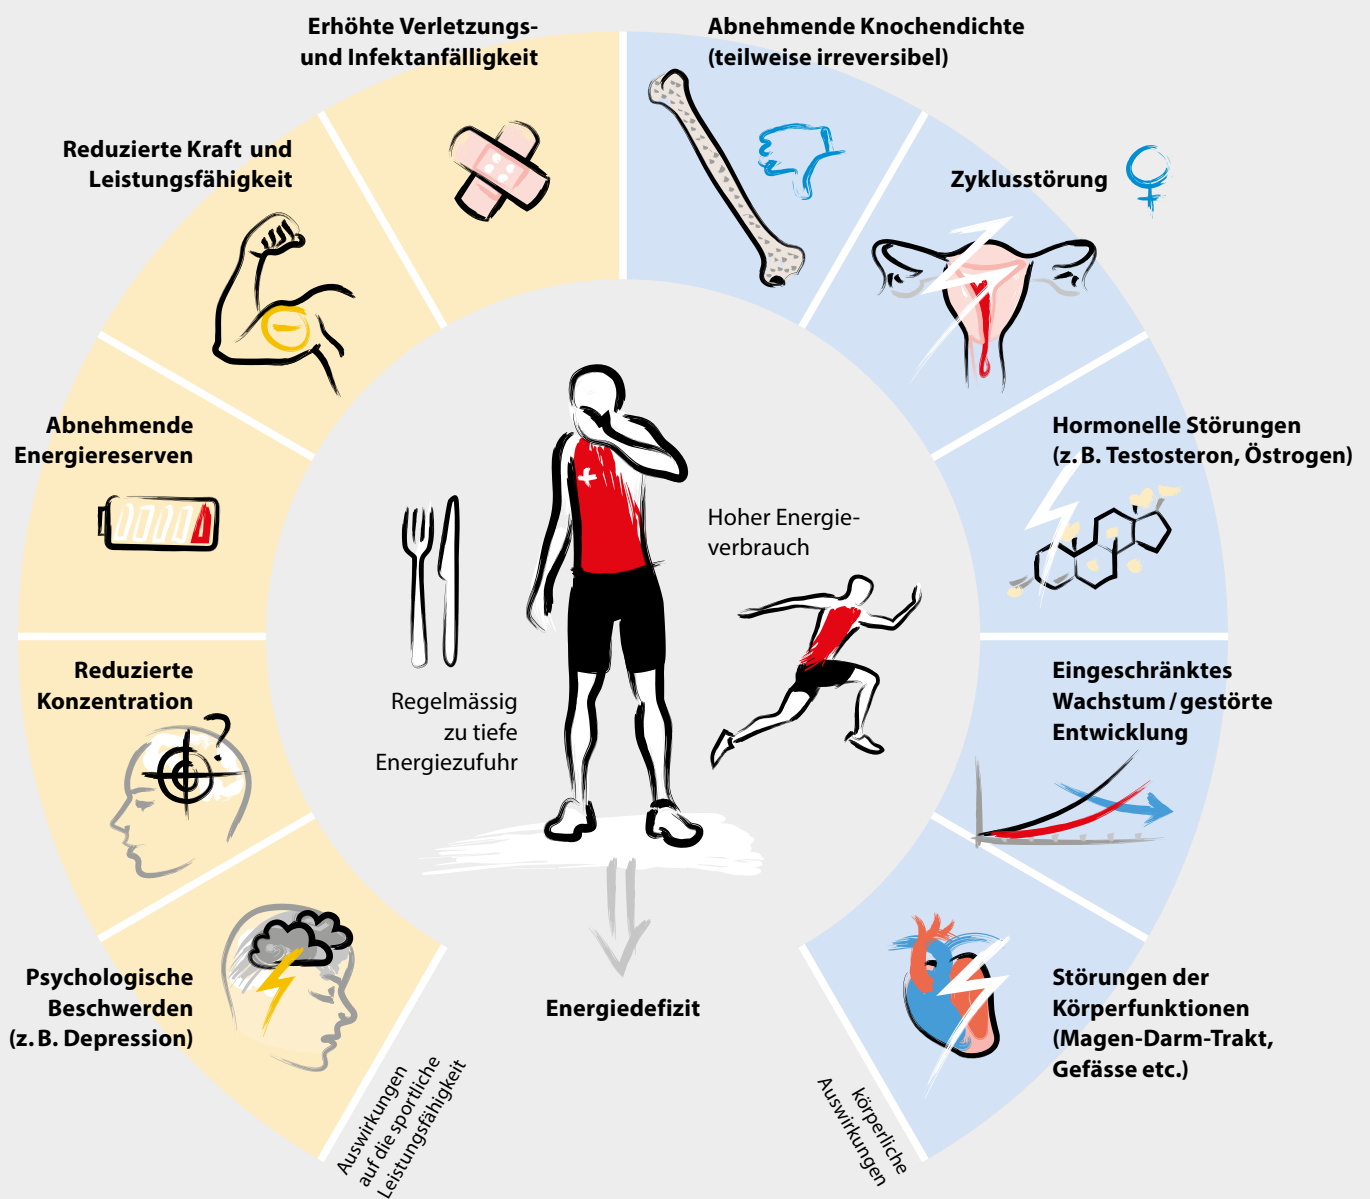 Erhöhte Verletzungs-
und Infektanfälligkeit
Abnehmende Knochendichte
(teilweise irreversibel)
Reduzierte Kraft und
Leistungsfähigkeit
Zyklusstörung
Abnehmende
Energiereserven
Hormonelle Störungen
(z. B. Testosteron, Östrogen)
Hoher Energie-
verbrauch
Reduzierte
Konzentration
Regelmässig
zu tiefe
Energiezufuhr
Eingeschränktes
Wachstum / gestörte
Entwicklung
?
Psychologische
Beschwerden
(z. B. Depression)
Energiedefizit
Störungen der
Körperfunktionen
(Magen-Darm-Trakt,
Gefässe etc.)
Auswirkungen
auf die sportliche
Leistungsfähigkeit
körperliche
Auswirkungen